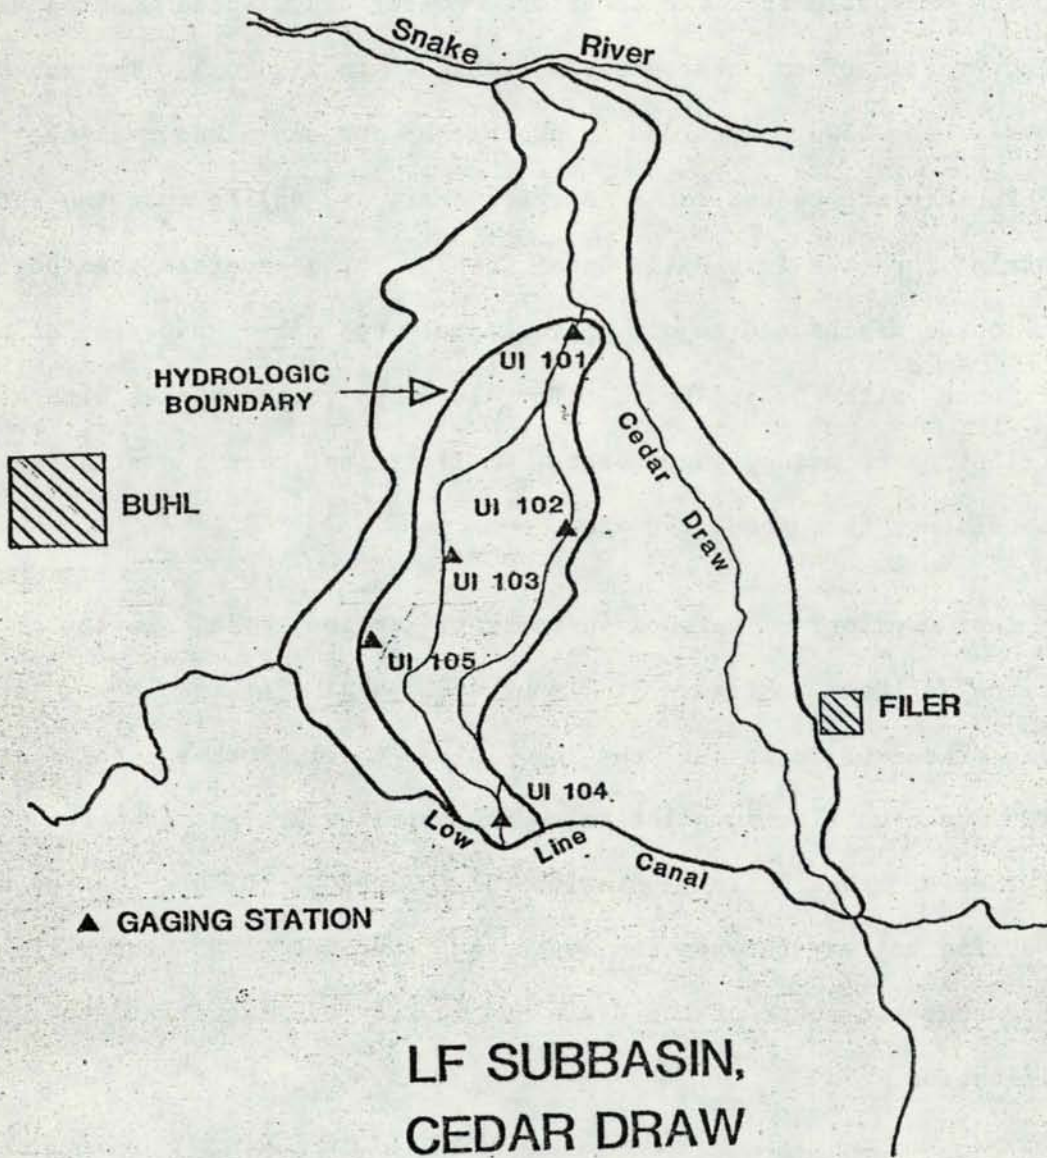 Snake River
UI 101
HYDROLOGIC
BOUNDARY
Cedar Draw
BUHL
UI 102
UI 103
UI 105
FILER
UI 104
Low Line Canal
▲ GAGING STATION
LF SUBBASIN,
CEDAR DRAW